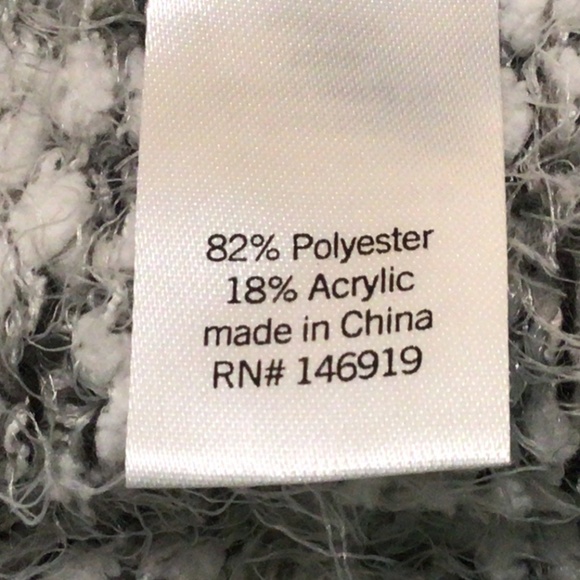 82% Polyester
18% Acrylic
made in China
RN# 146919